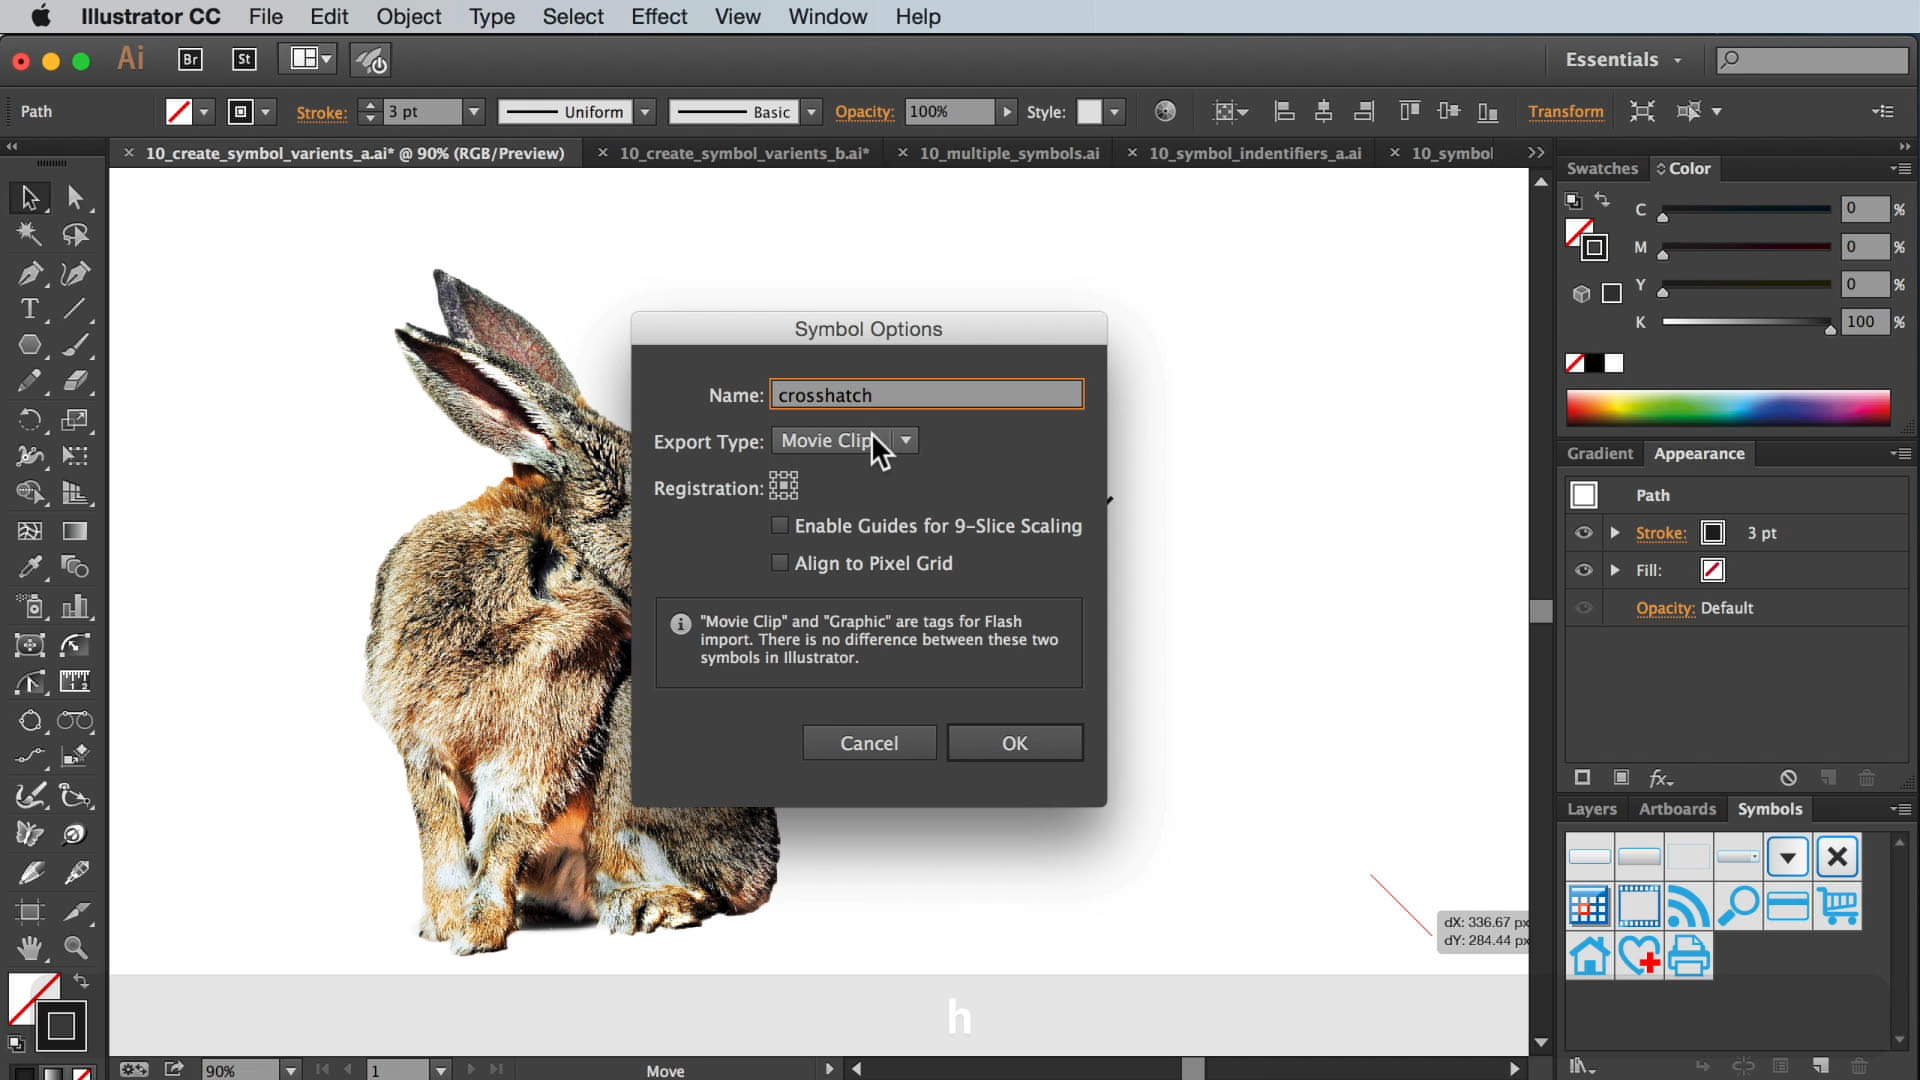 Illustrator CC File Edit Object Type Select Effect View Window Help
Ai Br St Essentials
Path Stroke: 3 pt Uniform Basic Opacity: 100% Style: Transform
10_create_symbol_varients_a.ai* @ 90% (RGB/Preview) 10_create_symbol_varients_b.ai* 10_multiple_symbols.ai 10_symbol_indentifiers_a.ai 10_symbol
Swatches Color
C 0 %
M 0 %
Y 0 %
K 100 %
Symbol Options
Name: crosshatch
Export Type: Movie Clip
Registration:
Enable Guides for 9-Slice Scaling
Align to Pixel Grid
"Movie Clip" and "Graphic" are tags for Flash
import. There is no difference between these two
symbols in Illustrator.
Cancel OK
Gradient Appearance
Path
Stroke: 3 pt
Fill:
Opacity: Default
fx
Layers Artboards Symbols
dX: 336.67 px
dY: 284.44 px
h
90% 1 Move